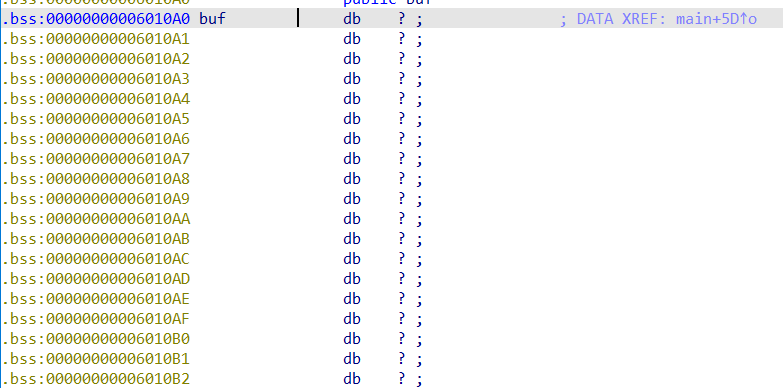 .bss:00000000006010A0 public buf
.bss:00000000006010A0 buf db ? ; ; DATA XREF: main+5D↑o
.bss:00000000006010A1 db ? ;
.bss:00000000006010A2 db ? ;
.bss:00000000006010A3 db ? ;
.bss:00000000006010A4 db ? ;
.bss:00000000006010A5 db ? ;
.bss:00000000006010A6 db ? ;
.bss:00000000006010A7 db ? ;
.bss:00000000006010A8 db ? ;
.bss:00000000006010A9 db ? ;
.bss:00000000006010AA db ? ;
.bss:00000000006010AB db ? ;
.bss:00000000006010AC db ? ;
.bss:00000000006010AD db ? ;
.bss:00000000006010AE db ? ;
.bss:00000000006010AF db ? ;
.bss:00000000006010B0 db ? ;
.bss:00000000006010B1 db ? ;
.bss:00000000006010B2 db ? ;